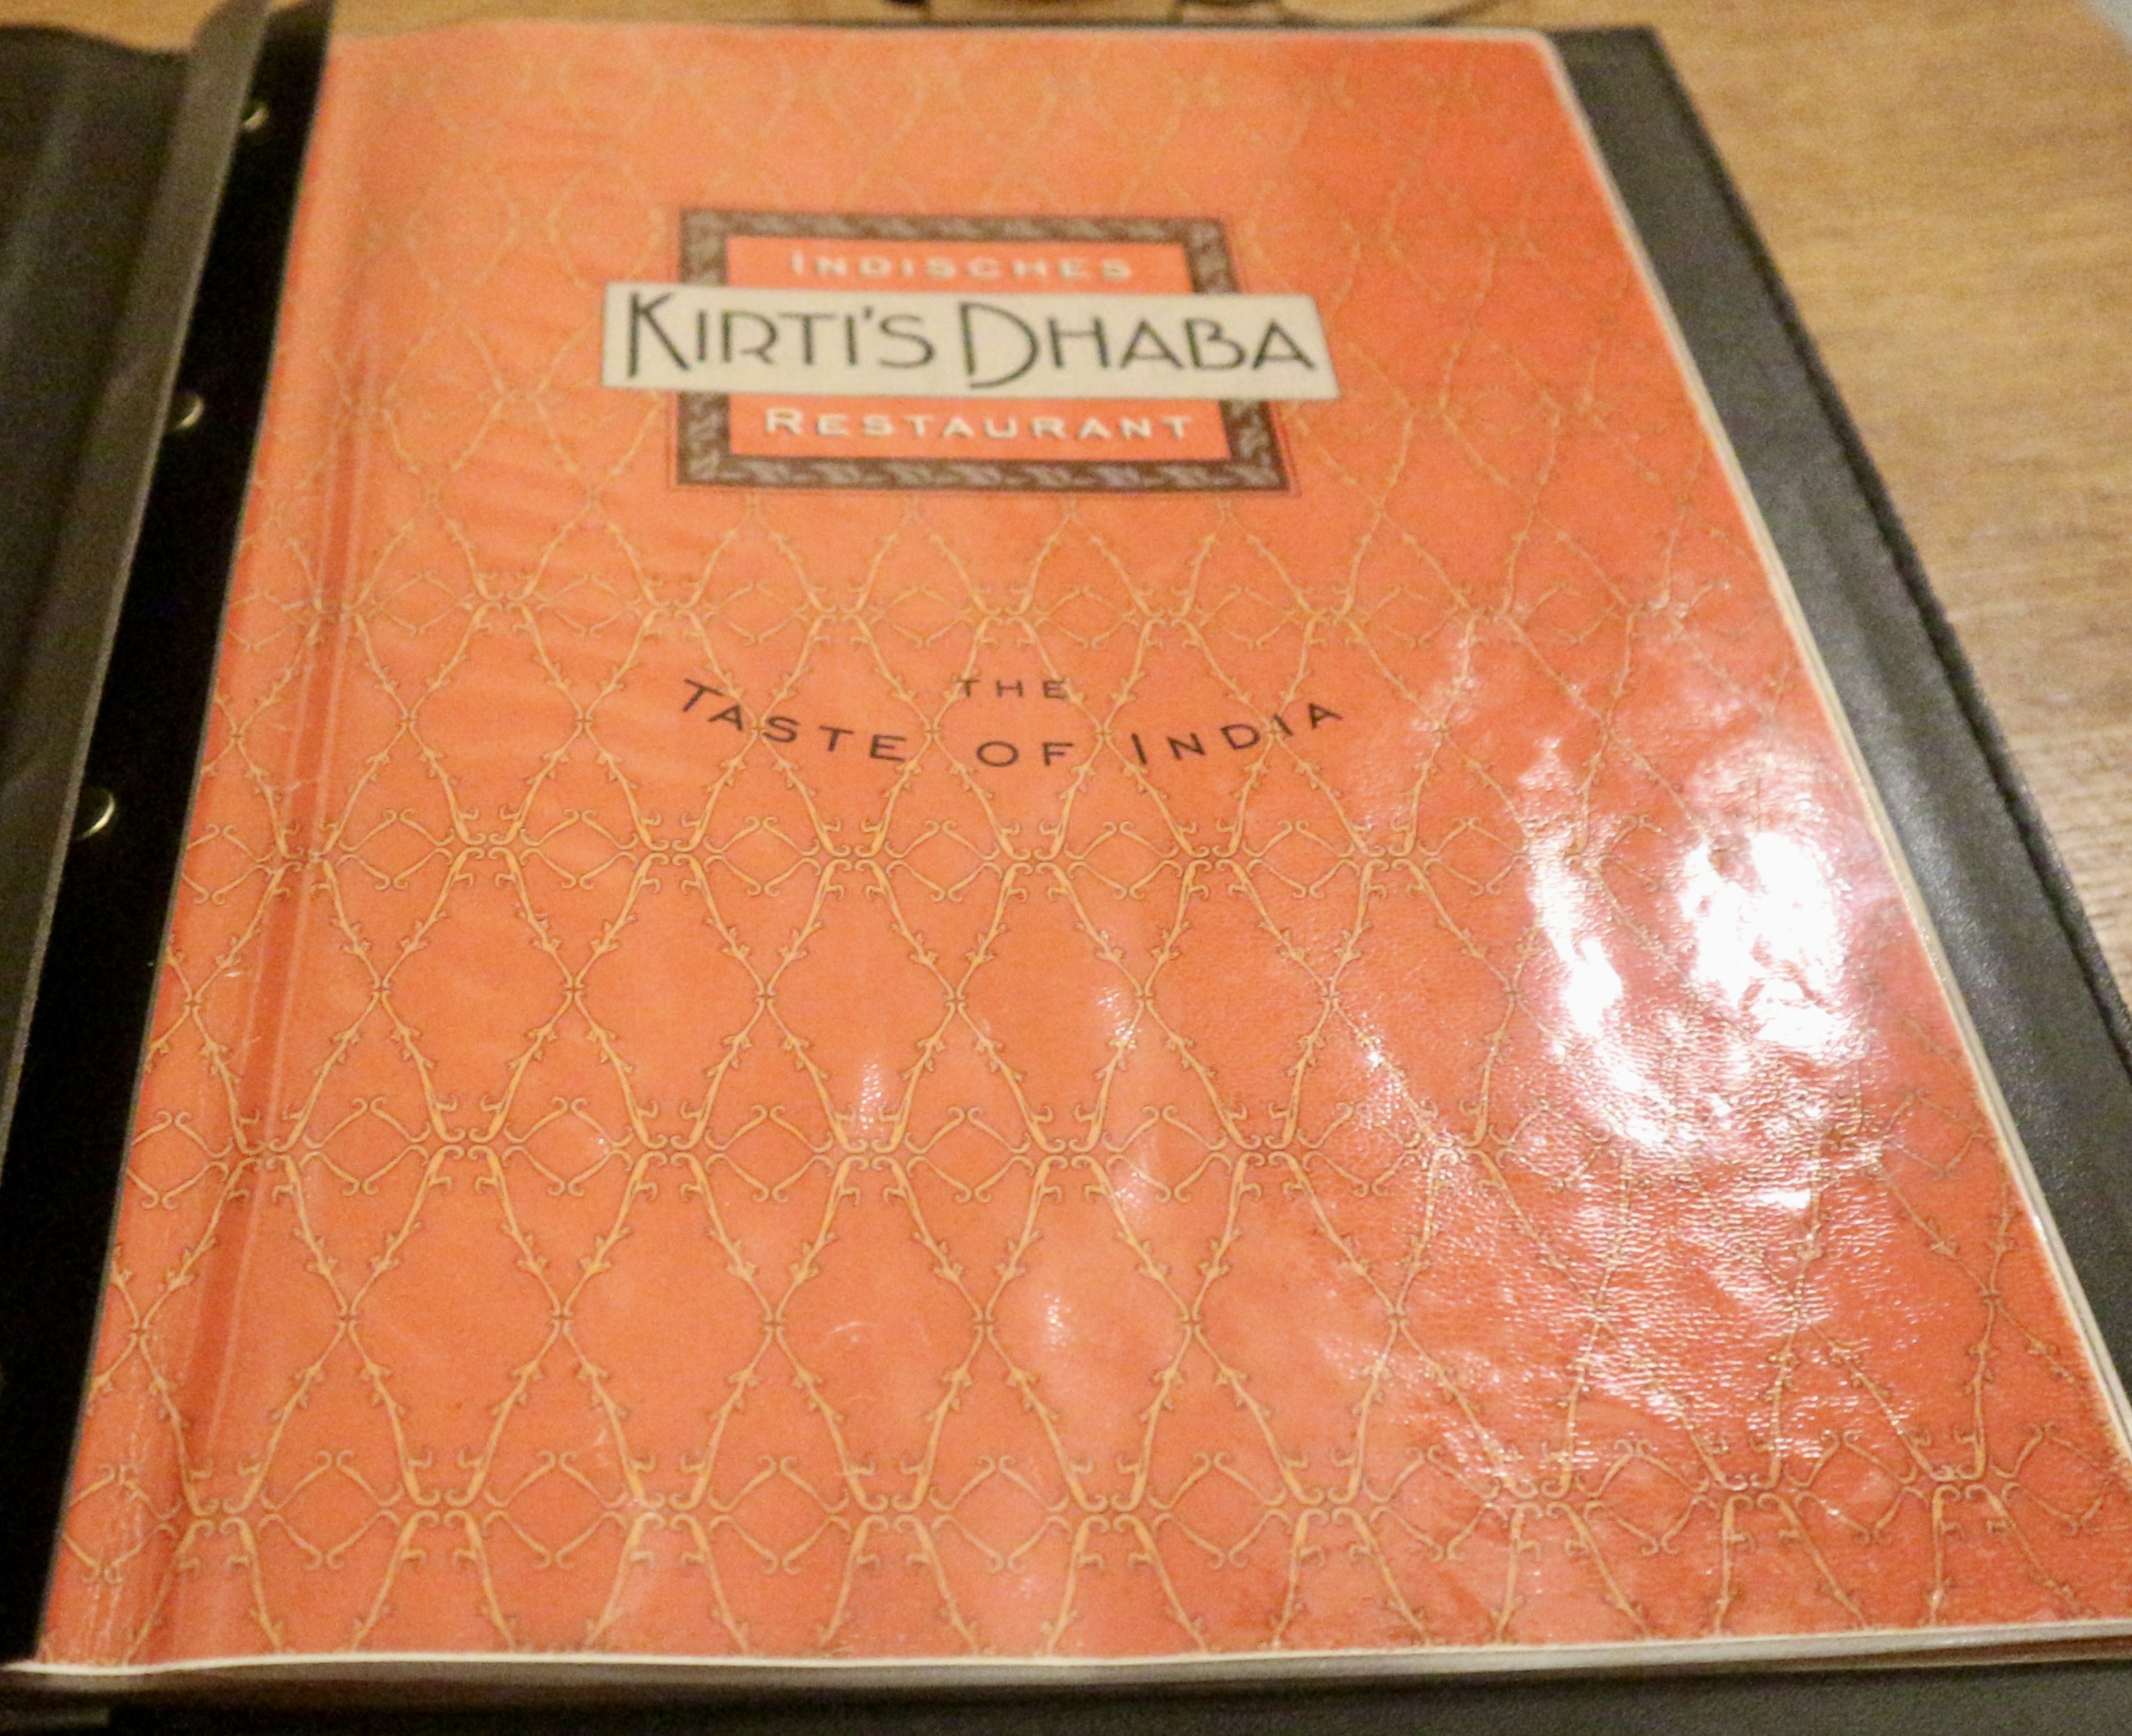 INDISCHES
KIRTI'S DHABA
RESTAURANT
THE
TASTE OF INDIA